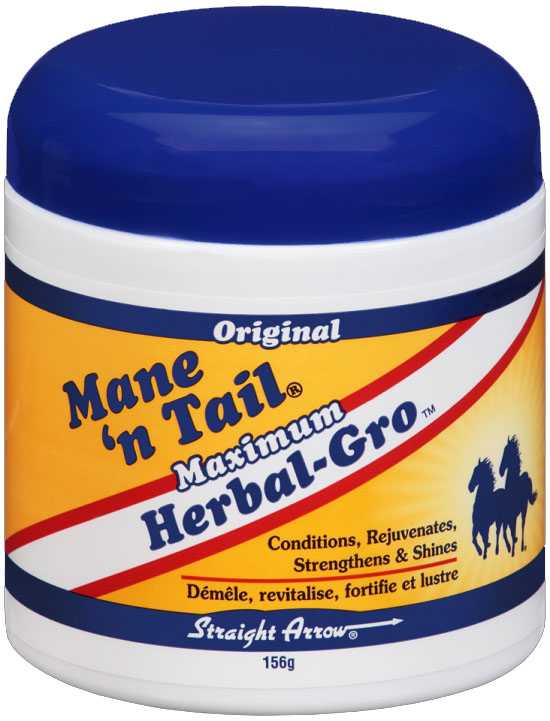 Original
Mane
'n Tail®
Maximum
Herbal-Gro™
Conditions, Rejuvenates,
Strengthens & Shines
Démêle, revitalise, fortifie et lustre
Straight Arrow®
156g